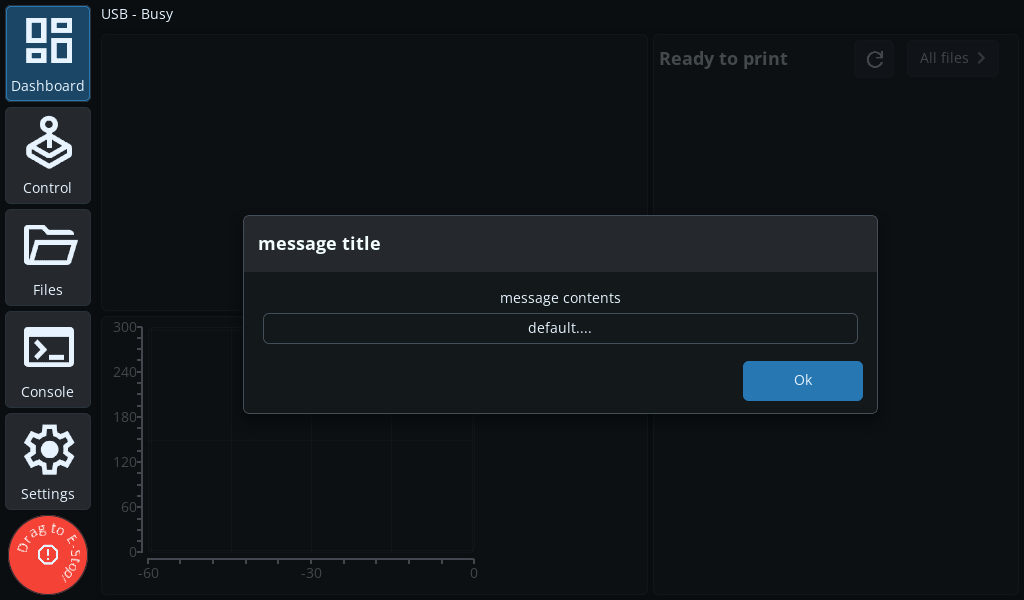 USB - Busy
Dashboard
Control
Files
Console
Settings
Drag to E-Stop!
Ready to print
All files
message title
message contents
default....
Ok
300
240
180
120
60
0
-60
-30
0